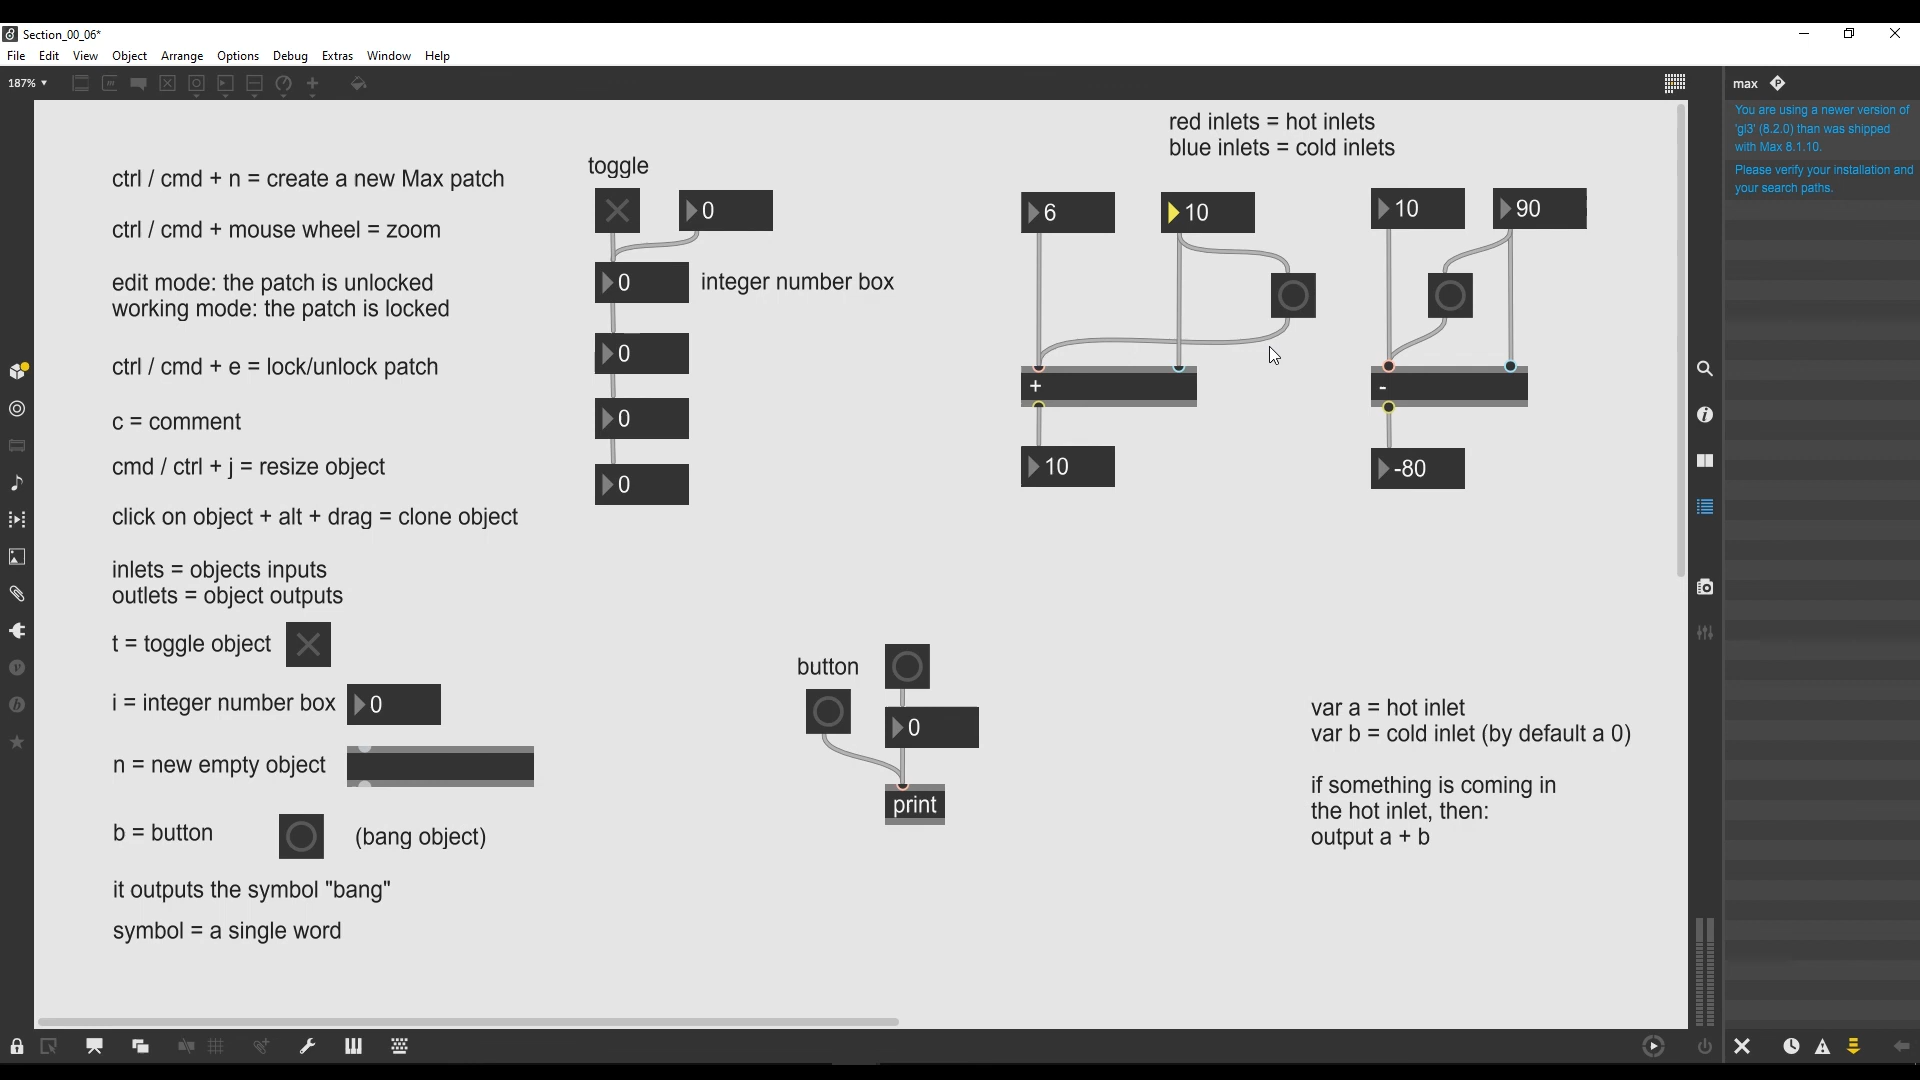 Section_00_06*
File Edit View Object Arrange Options Debug Extras Window Help
187%
max
You are using a newer version of
'gl3' (8.2.0) than was shipped
with Max 8.1.10.
Please verify your installation and
your search paths.
ctrl / cmd + n = create a new Max patch
ctrl / cmd + mouse wheel = zoom
edit mode: the patch is unlocked
working mode: the patch is locked
ctrl / cmd + e = lock/unlock patch
c = comment
cmd / ctrl + j = resize object
click on object + alt + drag = clone object
inlets = objects inputs
outlets = object outputs
t = toggle object
i = integer number box 0
n = new empty object
b = button (bang object)
it outputs the symbol "bang"
symbol = a single word
toggle
0
0 integer number box
0
0
0
button
0
print
red inlets = hot inlets
blue inlets = cold inlets
6 10
+
10
10 90
-
-80
var a = hot inlet
var b = cold inlet (by default a 0)
if something is coming in
the hot inlet, then:
output a + b